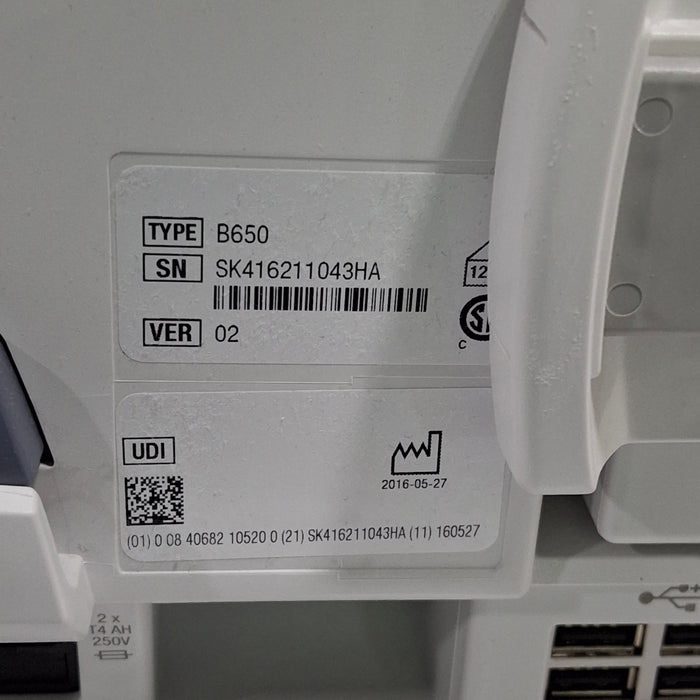 TYPE B650
SN SK416211043HA
12
VER 02
C
UDI
2016-05-27
(01) 0 08 40682 10520 0 (21) SK416211043HA (11) 160527
2 x
T4 AH
250V